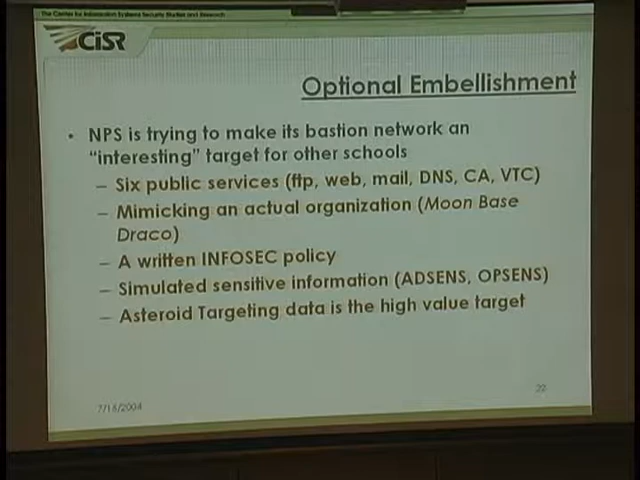 The Center for Information Systems Security Studies and Research
CISR
Optional Embellishment
• NPS is trying to make its bastion network an
“interesting” target for other schools
– Six public services (ftp, web, mail, DNS, CA, VTC)
– Mimicking an actual organization (Moon Base
Draco)
– A written INFOSEC policy
– Simulated sensitive information (ADSENS, OPSENS)
– Asteroid Targeting data is the high value target
22